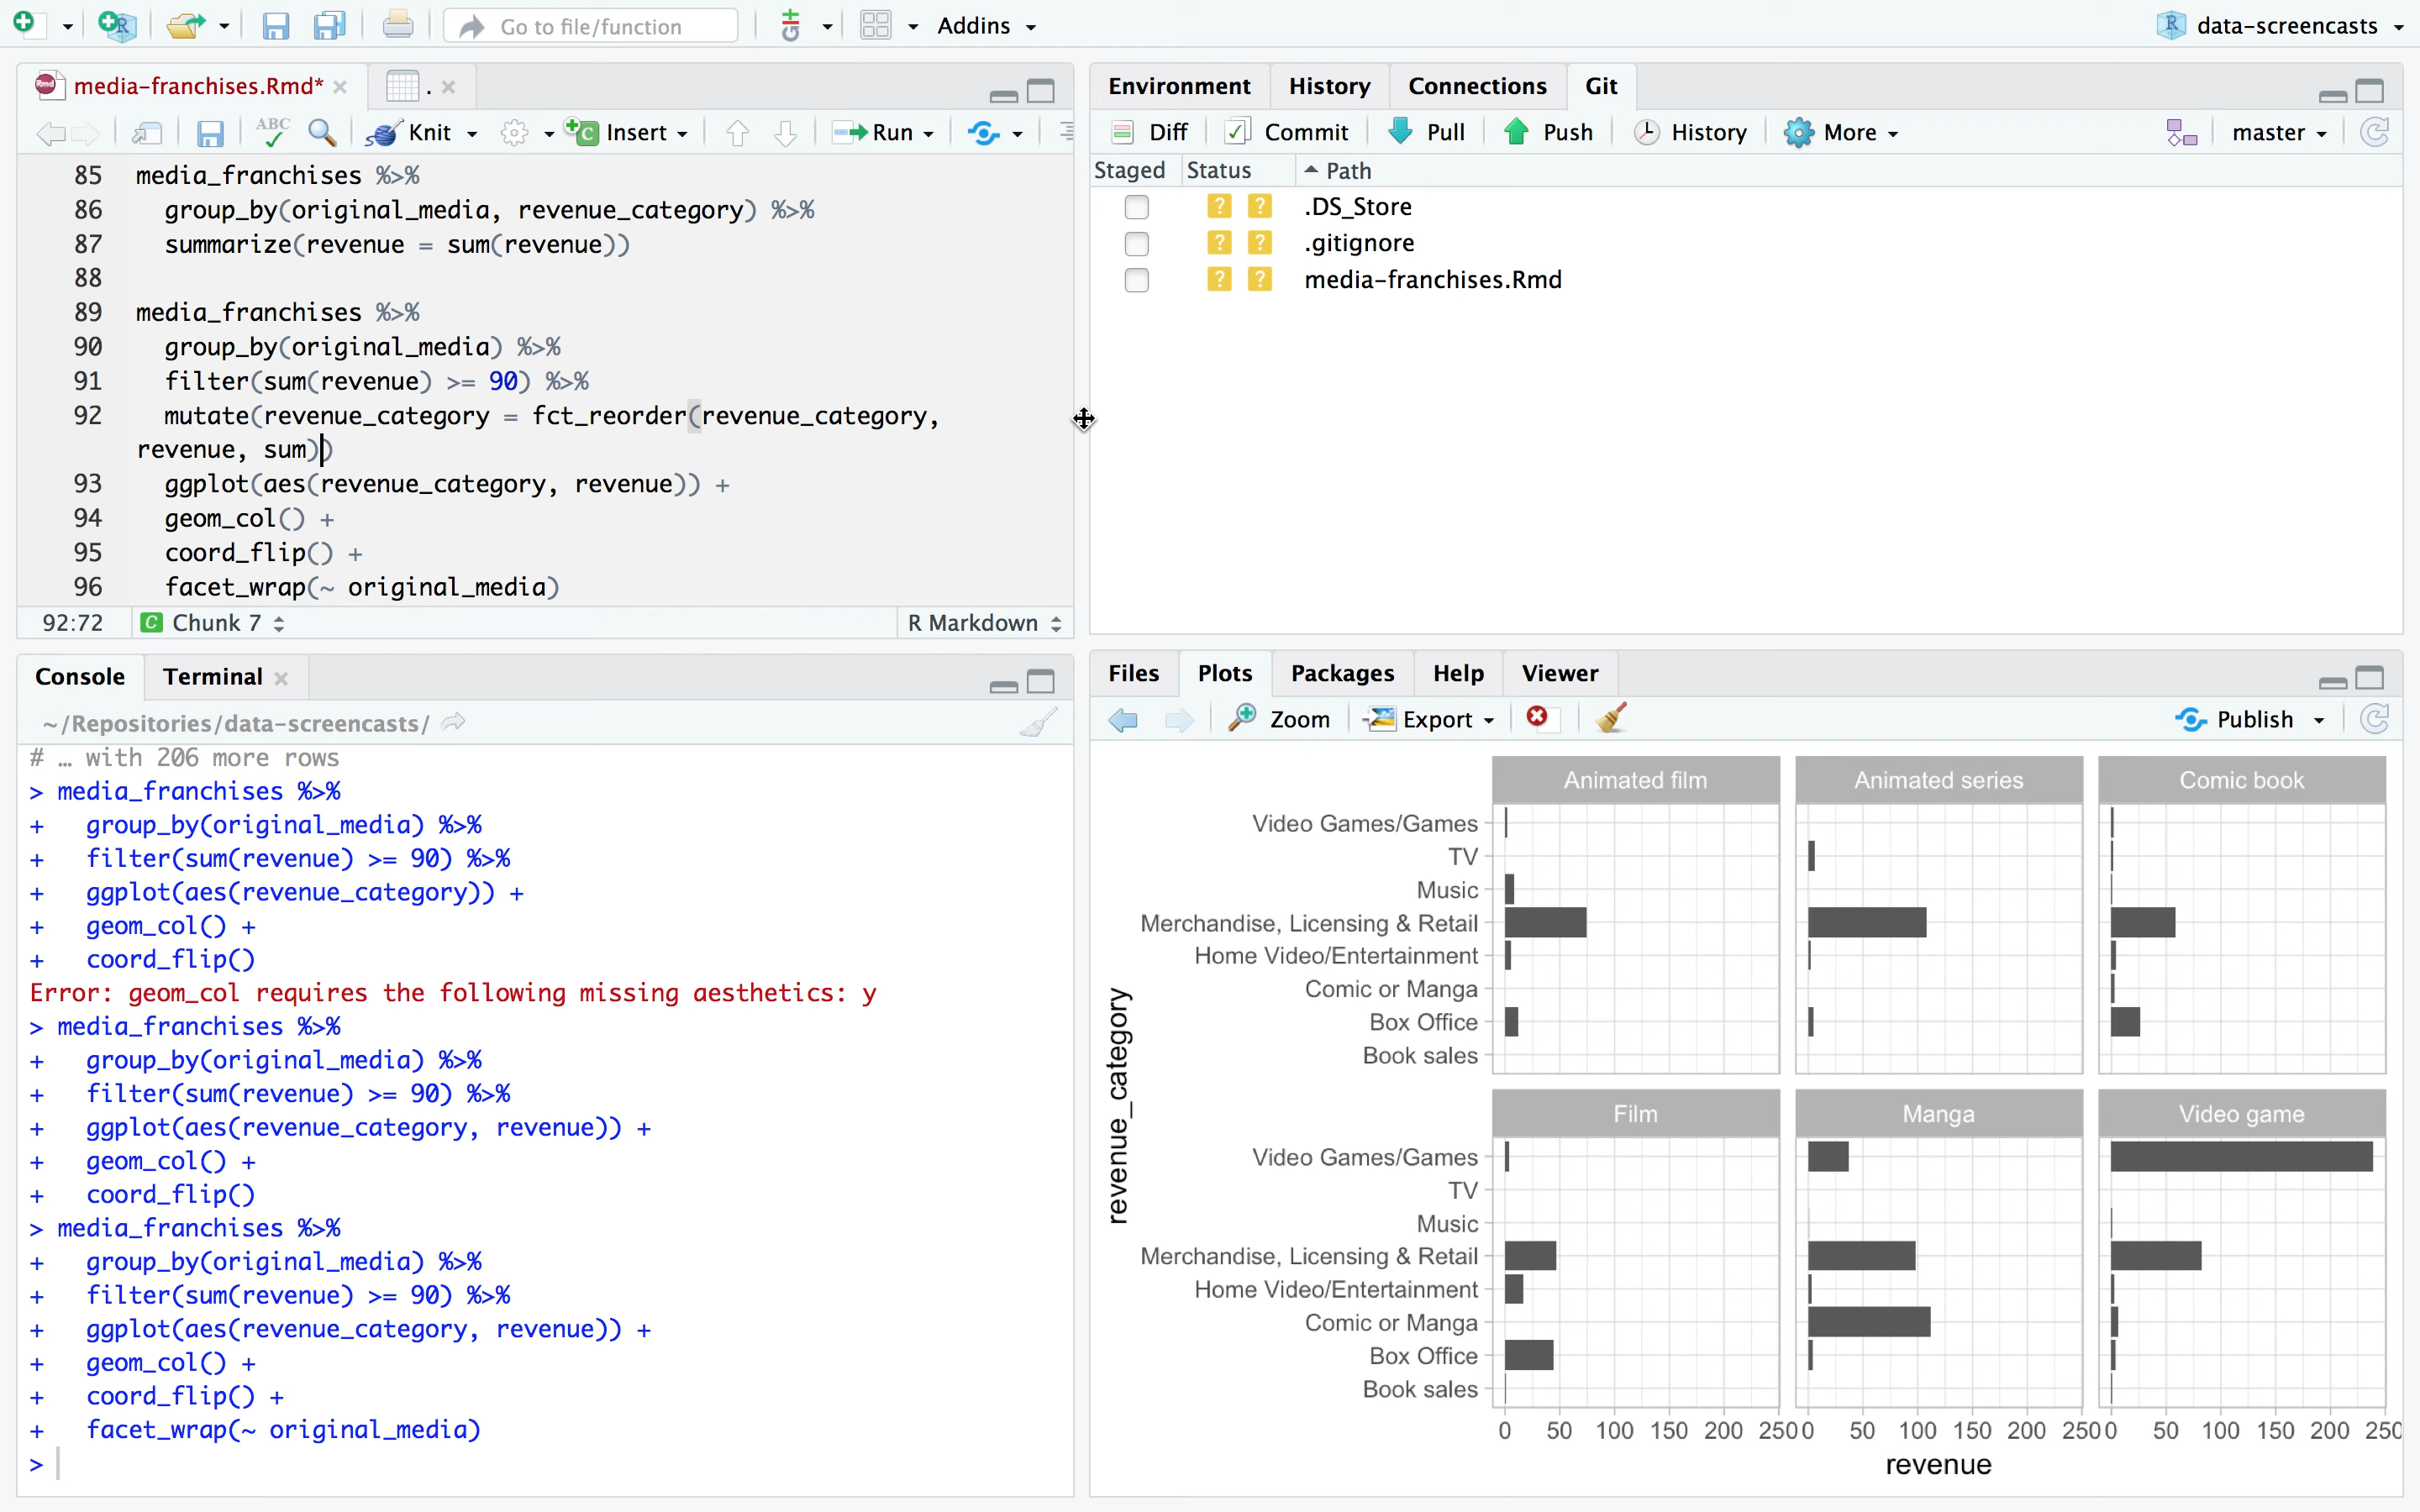 Go to file/function
Addins
data-screencasts
media-franchises.Rmd*
.
ABC
Knit
Insert
Run
85 media_franchises %>%
86 group_by(original_media, revenue_category) %>%
87 summarize(revenue = sum(revenue))
88
89 media_franchises %>%
90 group_by(original_media) %>%
91 filter(sum(revenue) >= 90) %>%
92 mutate(revenue_category = fct_reorder(revenue_category,
revenue, sum))
93 ggplot(aes(revenue_category, revenue)) +
94 geom_col() +
95 coord_flip() +
96 facet_wrap(~ original_media)
92:72 C Chunk 7 R Markdown
Environment History Connections Git
Diff Commit Pull Push History More master
Staged Status Path
? ? .DS_Store
? ? .gitignore
? ? media-franchises.Rmd
Console Terminal
~/Repositories/data-screencasts/
# … with 206 more rows
> media_franchises %>%
+ group_by(original_media) %>%
+ filter(sum(revenue) >= 90) %>%
+ ggplot(aes(revenue_category)) +
+ geom_col() +
+ coord_flip()
Error: geom_col requires the following missing aesthetics: y
> media_franchises %>%
+ group_by(original_media) %>%
+ filter(sum(revenue) >= 90) %>%
+ ggplot(aes(revenue_category, revenue)) +
+ geom_col() +
+ coord_flip()
> media_franchises %>%
+ group_by(original_media) %>%
+ filter(sum(revenue) >= 90) %>%
+ ggplot(aes(revenue_category, revenue)) +
+ geom_col() +
+ coord_flip() +
+ facet_wrap(~ original_media)
>
Files Plots Packages Help Viewer
Zoom Export Publish
Animated film Animated series Comic book
Video Games/Games
TV
Music
Merchandise, Licensing & Retail
Home Video/Entertainment
Comic or Manga
Box Office
Book sales
revenue_category
Film Manga Video game
Video Games/Games
TV
Music
Merchandise, Licensing & Retail
Home Video/Entertainment
Comic or Manga
Box Office
Book sales
0 50 100 150 200 250 0 50 100 150 200 250 0 50 100 150 200 250
revenue